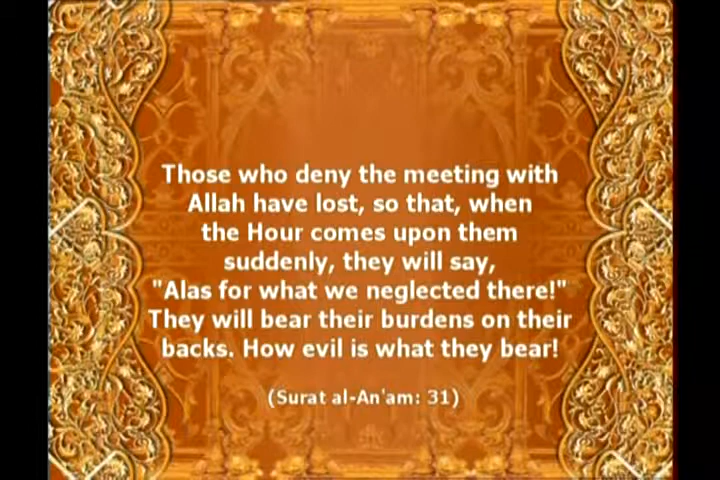 Those who deny the meeting with
Allah have lost, so that, when
the Hour comes upon them
suddenly, they will say,
"Alas for what we neglected there!"
They will bear their burdens on their
backs. How evil is what they bear!
(Surat al-An'am: 31)